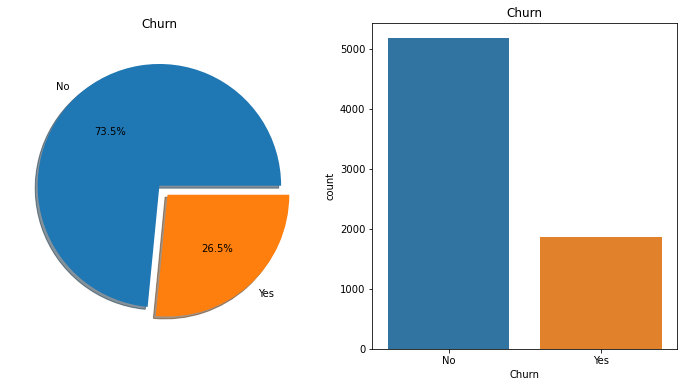 Churn
No
73.5%
26.5%
Yes
Churn
count
5000
4000
3000
2000
1000
0
No
Yes
Churn